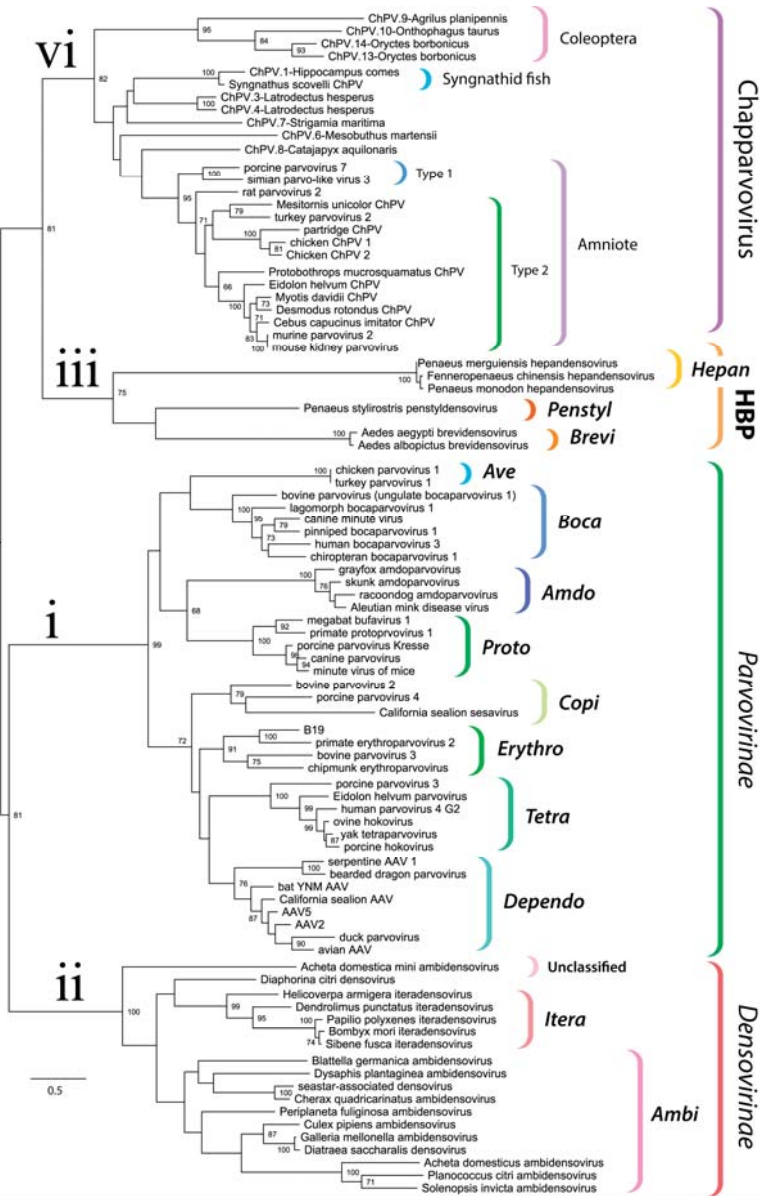 vi
95
ChPV.9-Agrilus planipennis
ChPV.10-Onthophagus taurus
84
ChPV.14-Oryctes borbonicus
93
ChPV.13-Oryctes borbonicus
Coleoptera
82
100
ChPV.1-Hippocampus comes
Syngnathus scovelli ChPV
Syngnathid fish
ChPV.3-Latrodectus hesperus
100
ChPV.4-Latrodectus hesperus
ChPV.7-Strigamia maritima
ChPV.6-Mesobuthus martensii
ChPV.8-Catajapyx aquilonaris
porcine parvovirus 7
100
simian parvo-like virus 3
Type 1
95
rat parvovirus 2
Mesitornis unicolor ChPV
79
turkey parvovirus 2
71
partridge ChPV
100
chicken ChPV 1
81
Chicken ChPV 2
Protobothrops mucrosquamatus ChPV
66
Eidolon helvum ChPV
100
Myotis davidii ChPV
73
Desmodus rotondus ChPV
71
Cebus capucinus imitator ChPV
83
murine parvovirus 2
100
mouse kidney parvovirus
Type 2
Amniote
Chapparvovirus
81
iii
75
Penaeus merguiensis hepandensovirus
100
Fenneropenaeus chinensis hepandensovirus
Penaeus monodon hepandensovirus
Hepan
Penaeus stylirostris penstyldensovirus
Penstyl
100
Aedes aegypti brevidensovirus
Aedes albopictus brevidensovirus
Brevi
HBP
i
99
100
chicken parvovirus 1
turkey parvovirus 1
Ave
bovine parvovirus (ungulate bocaparvovirus 1)
100
lagomorph bocaparvovirus 1
95
canine minute virus
79
pinniped bocaparvovirus 1
73
human bocaparvovirus 3
chiropteran bocaparvovirus 1
Boca
68
100
grayfox amdoparvovirus
76
skunk amdoparvovirus
racoondog amdoparvovirus
Aleutian mink disease virus
Amdo
megabat bufavirus 1
92
primate protoprvovirus 1
100
porcine parvovirus Kresse
canine parvovirus
94
minute virus of mice
Proto
72
bovine parvovirus 2
79
porcine parvovirus 4
California sealion sesavirus
Copi
B19
100
primate erythroparvovirus 2
91
bovine parvovirus 3
75
chipmunk erythroparvovirus
Erythro
porcine parvovirus 3
100
Eidolon helvum parvovirus
99
human parvovirus 4 G2
99
ovine hokovirus
yak tetraparvovirus
87
porcine hokovirus
Tetra
serpentine AAV 1
100
bearded dragon parvovirus
76
bat YNM AAV
California sealion AAV
87
AAV5
AAV2
duck parvovirus
90
avian AAV
Dependo
Parvovirinae
81
ii
100
Acheta domestica mini ambidensovirus
Unclassified
Diaphorina citri densovirus
Helicoverpa armigera iteradensovirus
99
Dendrolimus punctatus iteradensovirus
95
100
Papilio polyxenes iteradensovirus
Bombyx mori iteradensovirus
74
Sibene fusca iteradensovirus
Itera
Blattella germanica ambidensovirus
Dysaphis plantaginea ambidensovirus
seastar-associated densovirus
100
Cherax quadricarinatus ambidensovirus
Periplaneta fuliginosa ambidensovirus
Culex pipiens ambidensovirus
87
Galleria mellonella ambidensovirus
100
Diatraea saccharalis densovirus
Acheta domesticus ambidensovirus
100
Planococcus citri ambidensovirus
71
Solenopsis invicta ambidensovirus
Ambi
Densovirinae
0.5